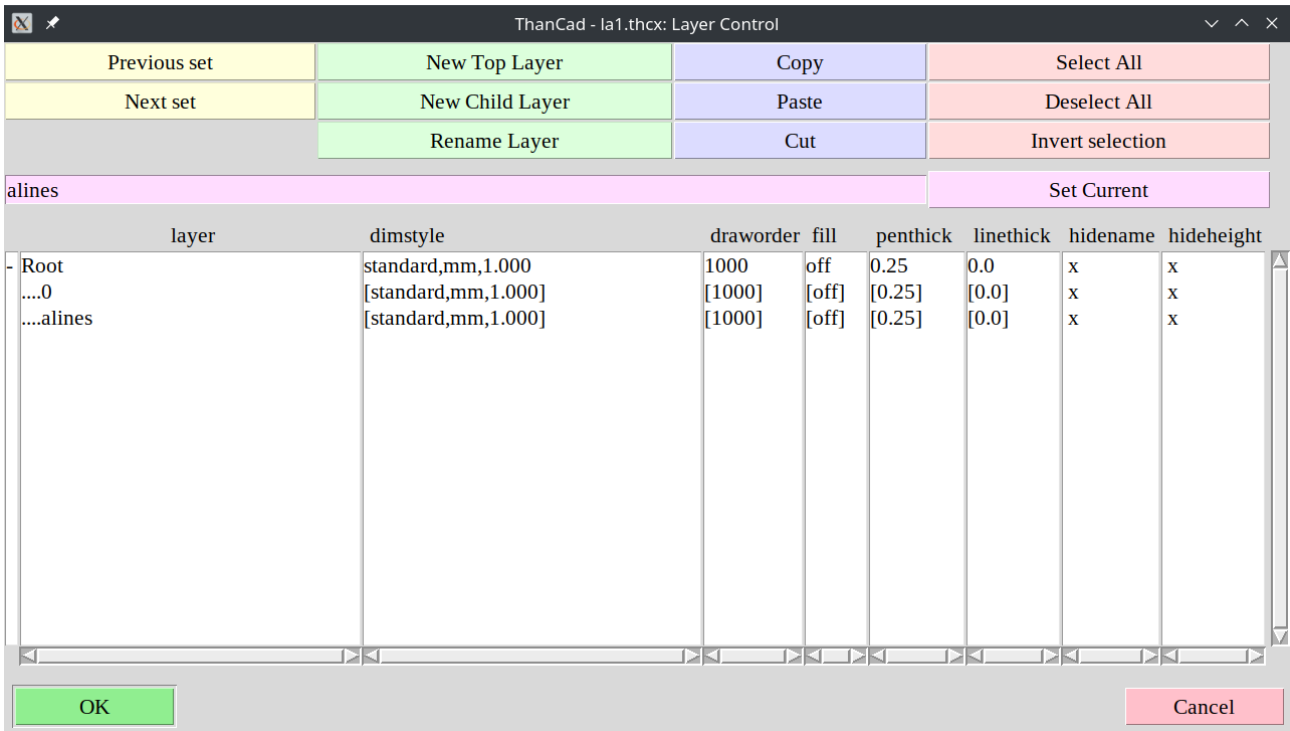 ThanCad - la1.thcx: Layer Control
Previous set New Top Layer Copy Select All
Next set New Child Layer Paste Deselect All
Rename Layer Cut Invert selection
alines Set Current
layer dimstyle draworder fill penthick linethick hidename hideheight
- Root standard,mm,1.000 1000 off 0.25 0.0 x x
....0 [standard,mm,1.000] [1000] [off] [0.25] [0.0] x x
....alines [standard,mm,1.000] [1000] [off] [0.25] [0.0] x x
OK Cancel